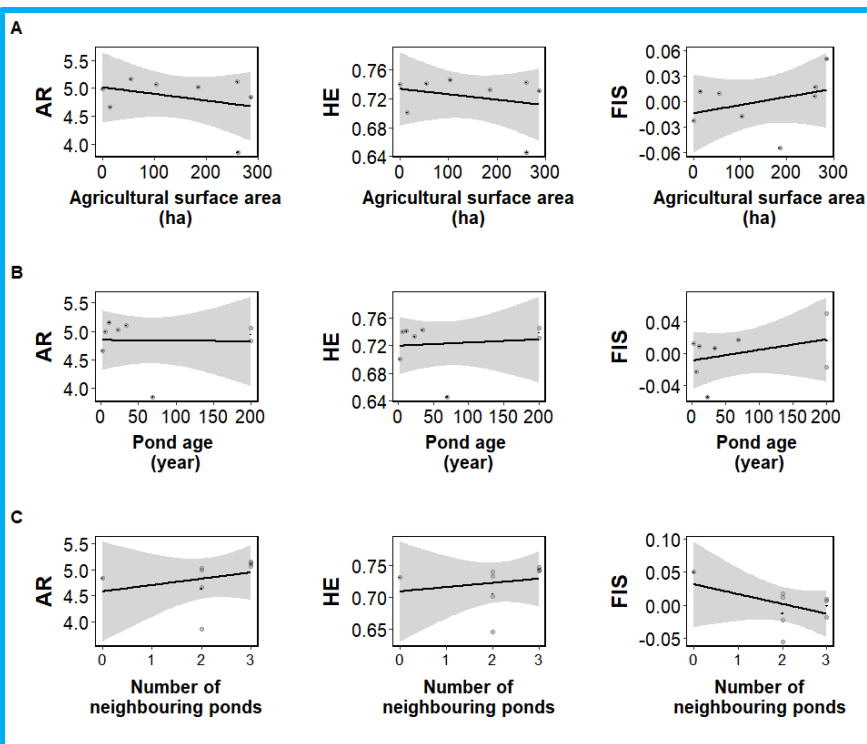 A
AR
5.5
5.0
4.5
4.0
0 100 200 300
Agricultural surface area
(ha)
HE
0.76
0.72
0.68
0.64
0 100 200 300
Agricultural surface area
(ha)
FIS
0.06
0.03
0.00
-0.03
-0.06
0 100 200 300
Agricultural surface area
(ha)
B
AR
5.5
5.0
4.5
4.0
0 50 100 150 200
Pond age
(year)
HE
0.76
0.72
0.68
0.64
0 50 100 150 200
Pond age
(year)
FIS
0.04
0.00
-0.04
0 50 100 150 200
Pond age
(year)
C
AR
5.5
5.0
4.5
4.0
0 1 2 3
Number of
neighbouring ponds
HE
0.75
0.70
0.65
0 1 2 3
Number of
neighbouring ponds
FIS
0.10
0.05
0.00
-0.05
0 1 2 3
Number of
neighbouring ponds